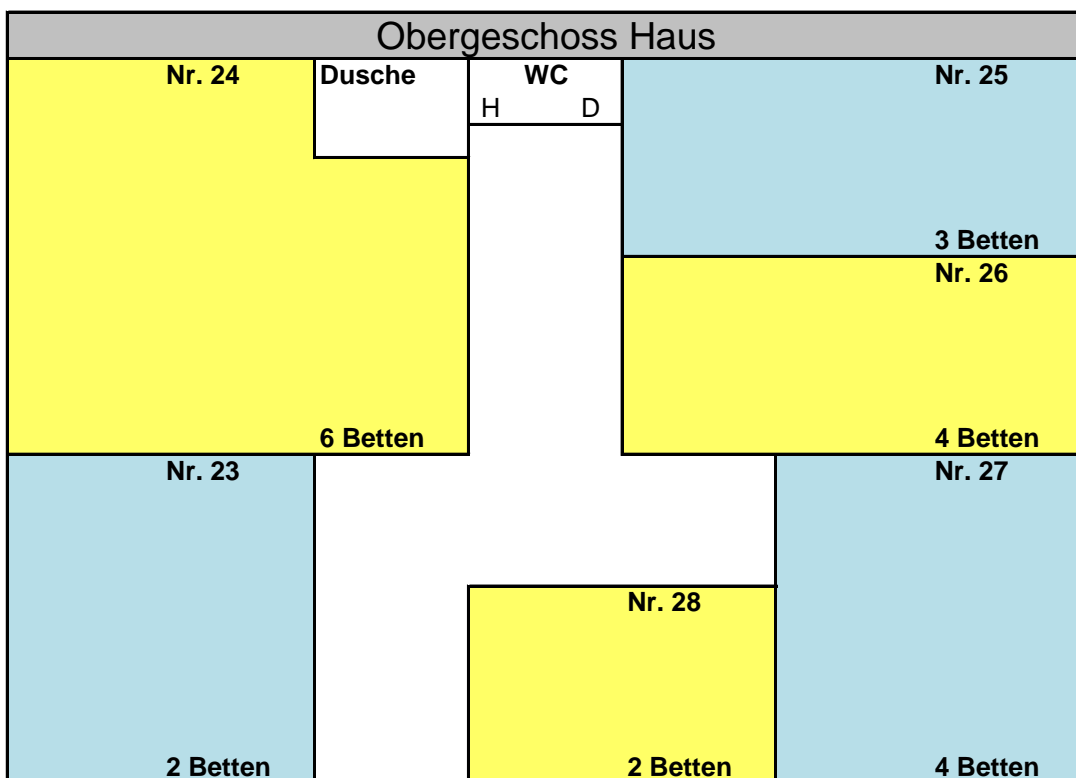 Obergeschoss Haus
Nr. 24 Dusche WC Nr. 25
H D
3 Betten
Nr. 26
6 Betten 4 Betten
Nr. 23 Nr. 27
Nr. 28
2 Betten 2 Betten 4 Betten